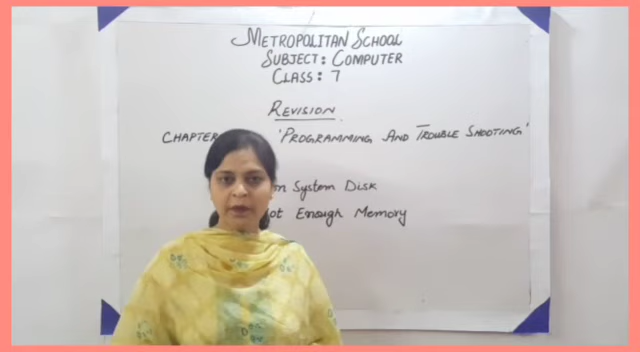 METROPOLITAN SCHOOL
SUBJECT: COMPUTER
CLASS: 7
REVISION
CHAPTER 'PROGRAMMING AND TROUBLE SHOOTING'
System Disk
Enough Memory